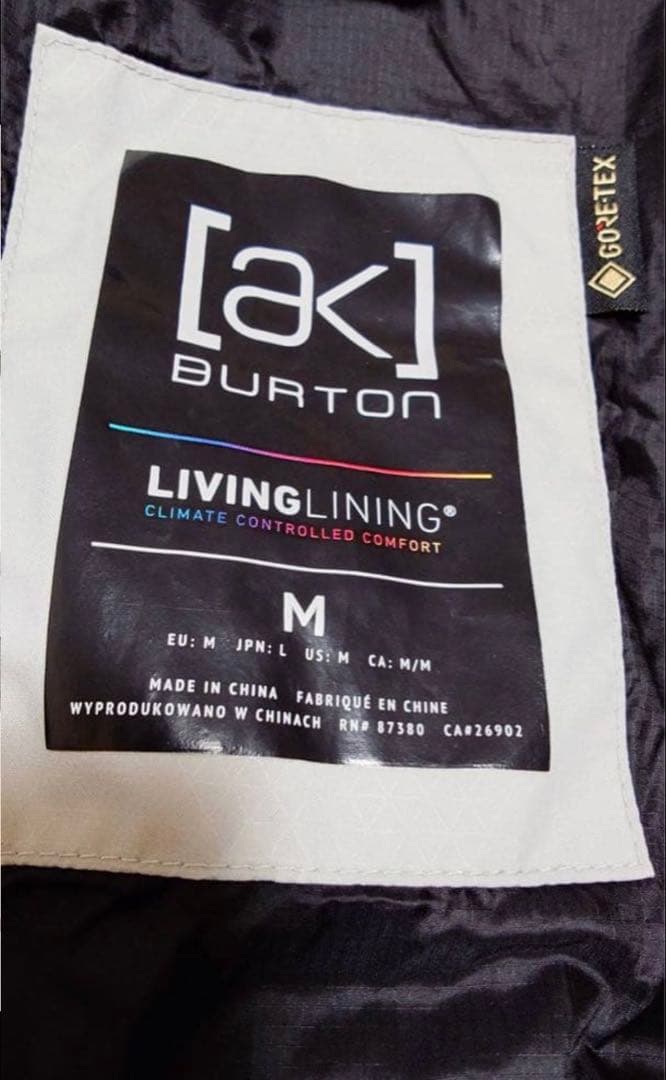 [ak]
BURTON
LIVINGLINING®
CLIMATE CONTROLLED COMFORT
M
EU: M JPN: L US: M CA: M/M
MADE IN CHINA FABRIQUÉ EN CHINE
WYPRODUKOWANO W CHINACH RN# 87380 CA#26902
GORE-TEX